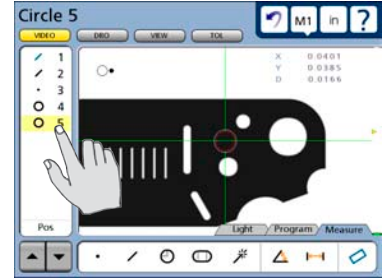 Circle 5
M1 in ?
VIDEO DRO VIEW TOL
1
2
3
4
5
X 0.0401
Y 0.0385
D 0.0166
Pos
Light Program Measure